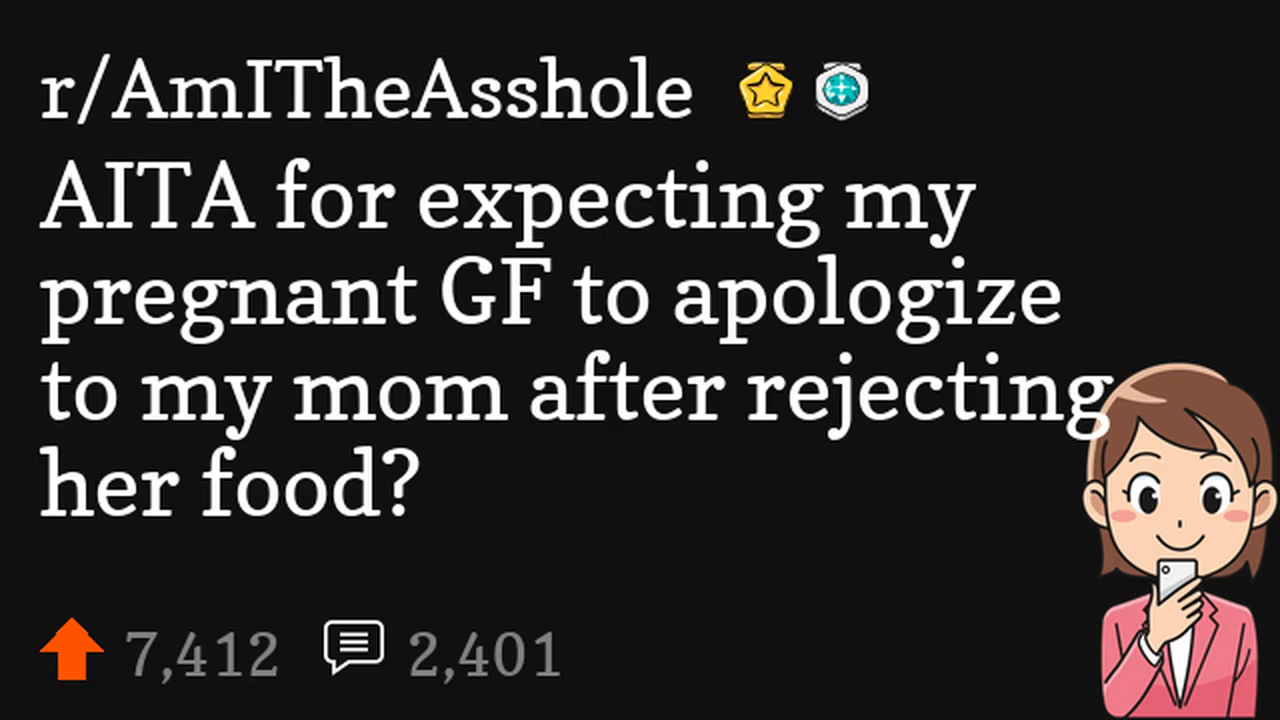 r/AmITheAsshole
AITA for expecting my
pregnant GF to apologize
to my mom after rejecting
her food?
7,412 2,401